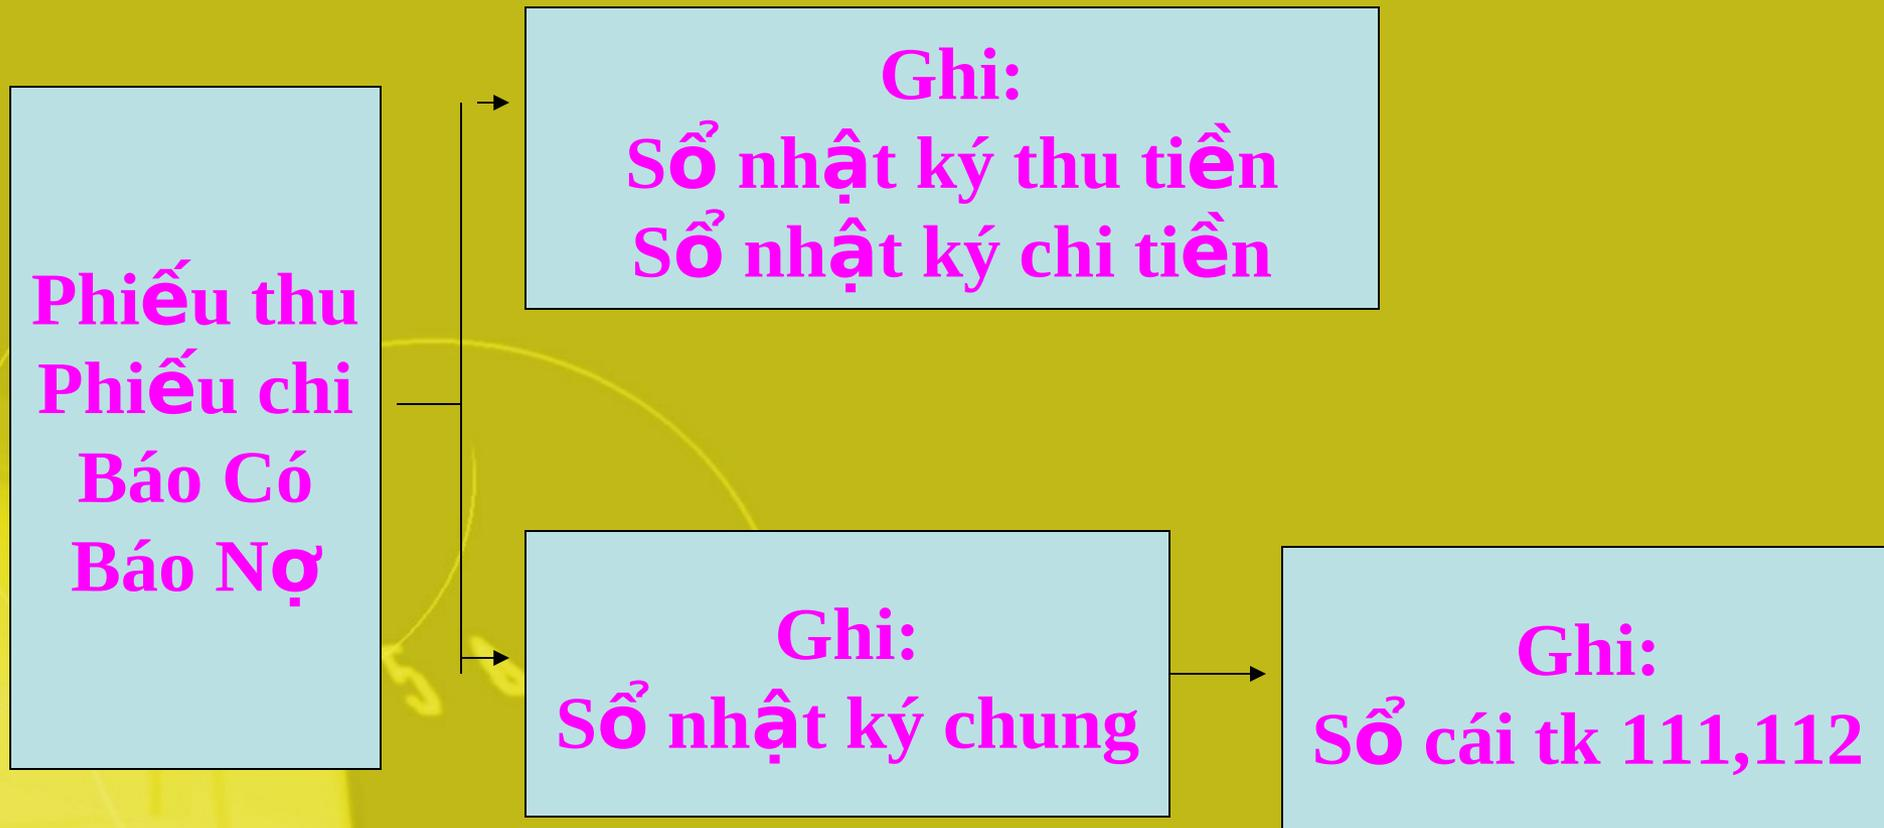 Phiếu thu
Phiếu chi
Báo Có
Báo Nợ
Ghi:
Sổ nhật ký thu tiền
Sổ nhật ký chi tiền
Ghi:
Sổ nhật ký chung
Ghi:
Sổ cái tk 111,112